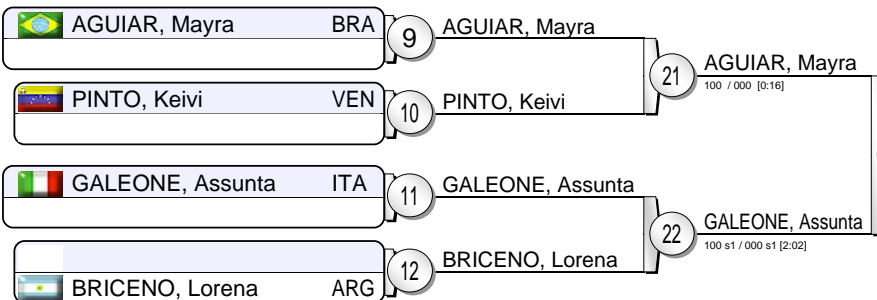 AGUIAR, Mayra BRA
9
AGUIAR, Mayra
PINTO, Keivi VEN
10
PINTO, Keivi
21
AGUIAR, Mayra
100 / 000 [0:16]
GALEONE, Assunta ITA
11
GALEONE, Assunta
BRICENO, Lorena ARG
12
BRICENO, Lorena
22
GALEONE, Assunta
100 s1 / 000 s1 [2:02]